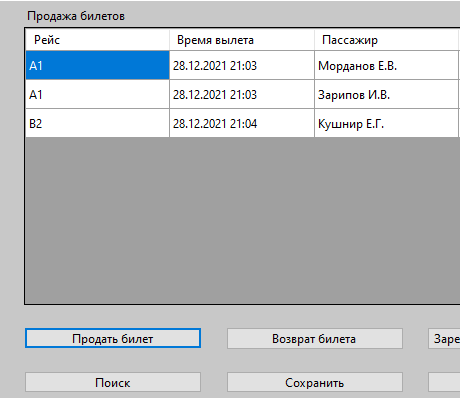 Продажа билетов
Рейс Время вылета Пассажир
A1 28.12.2021 21:03 Морданов Е.В.
A1 28.12.2021 21:03 Зарипов И.В.
B2 28.12.2021 21:04 Кушнир Е.Г.
Продать билет Возврат билета Заре
Поиск Сохранить